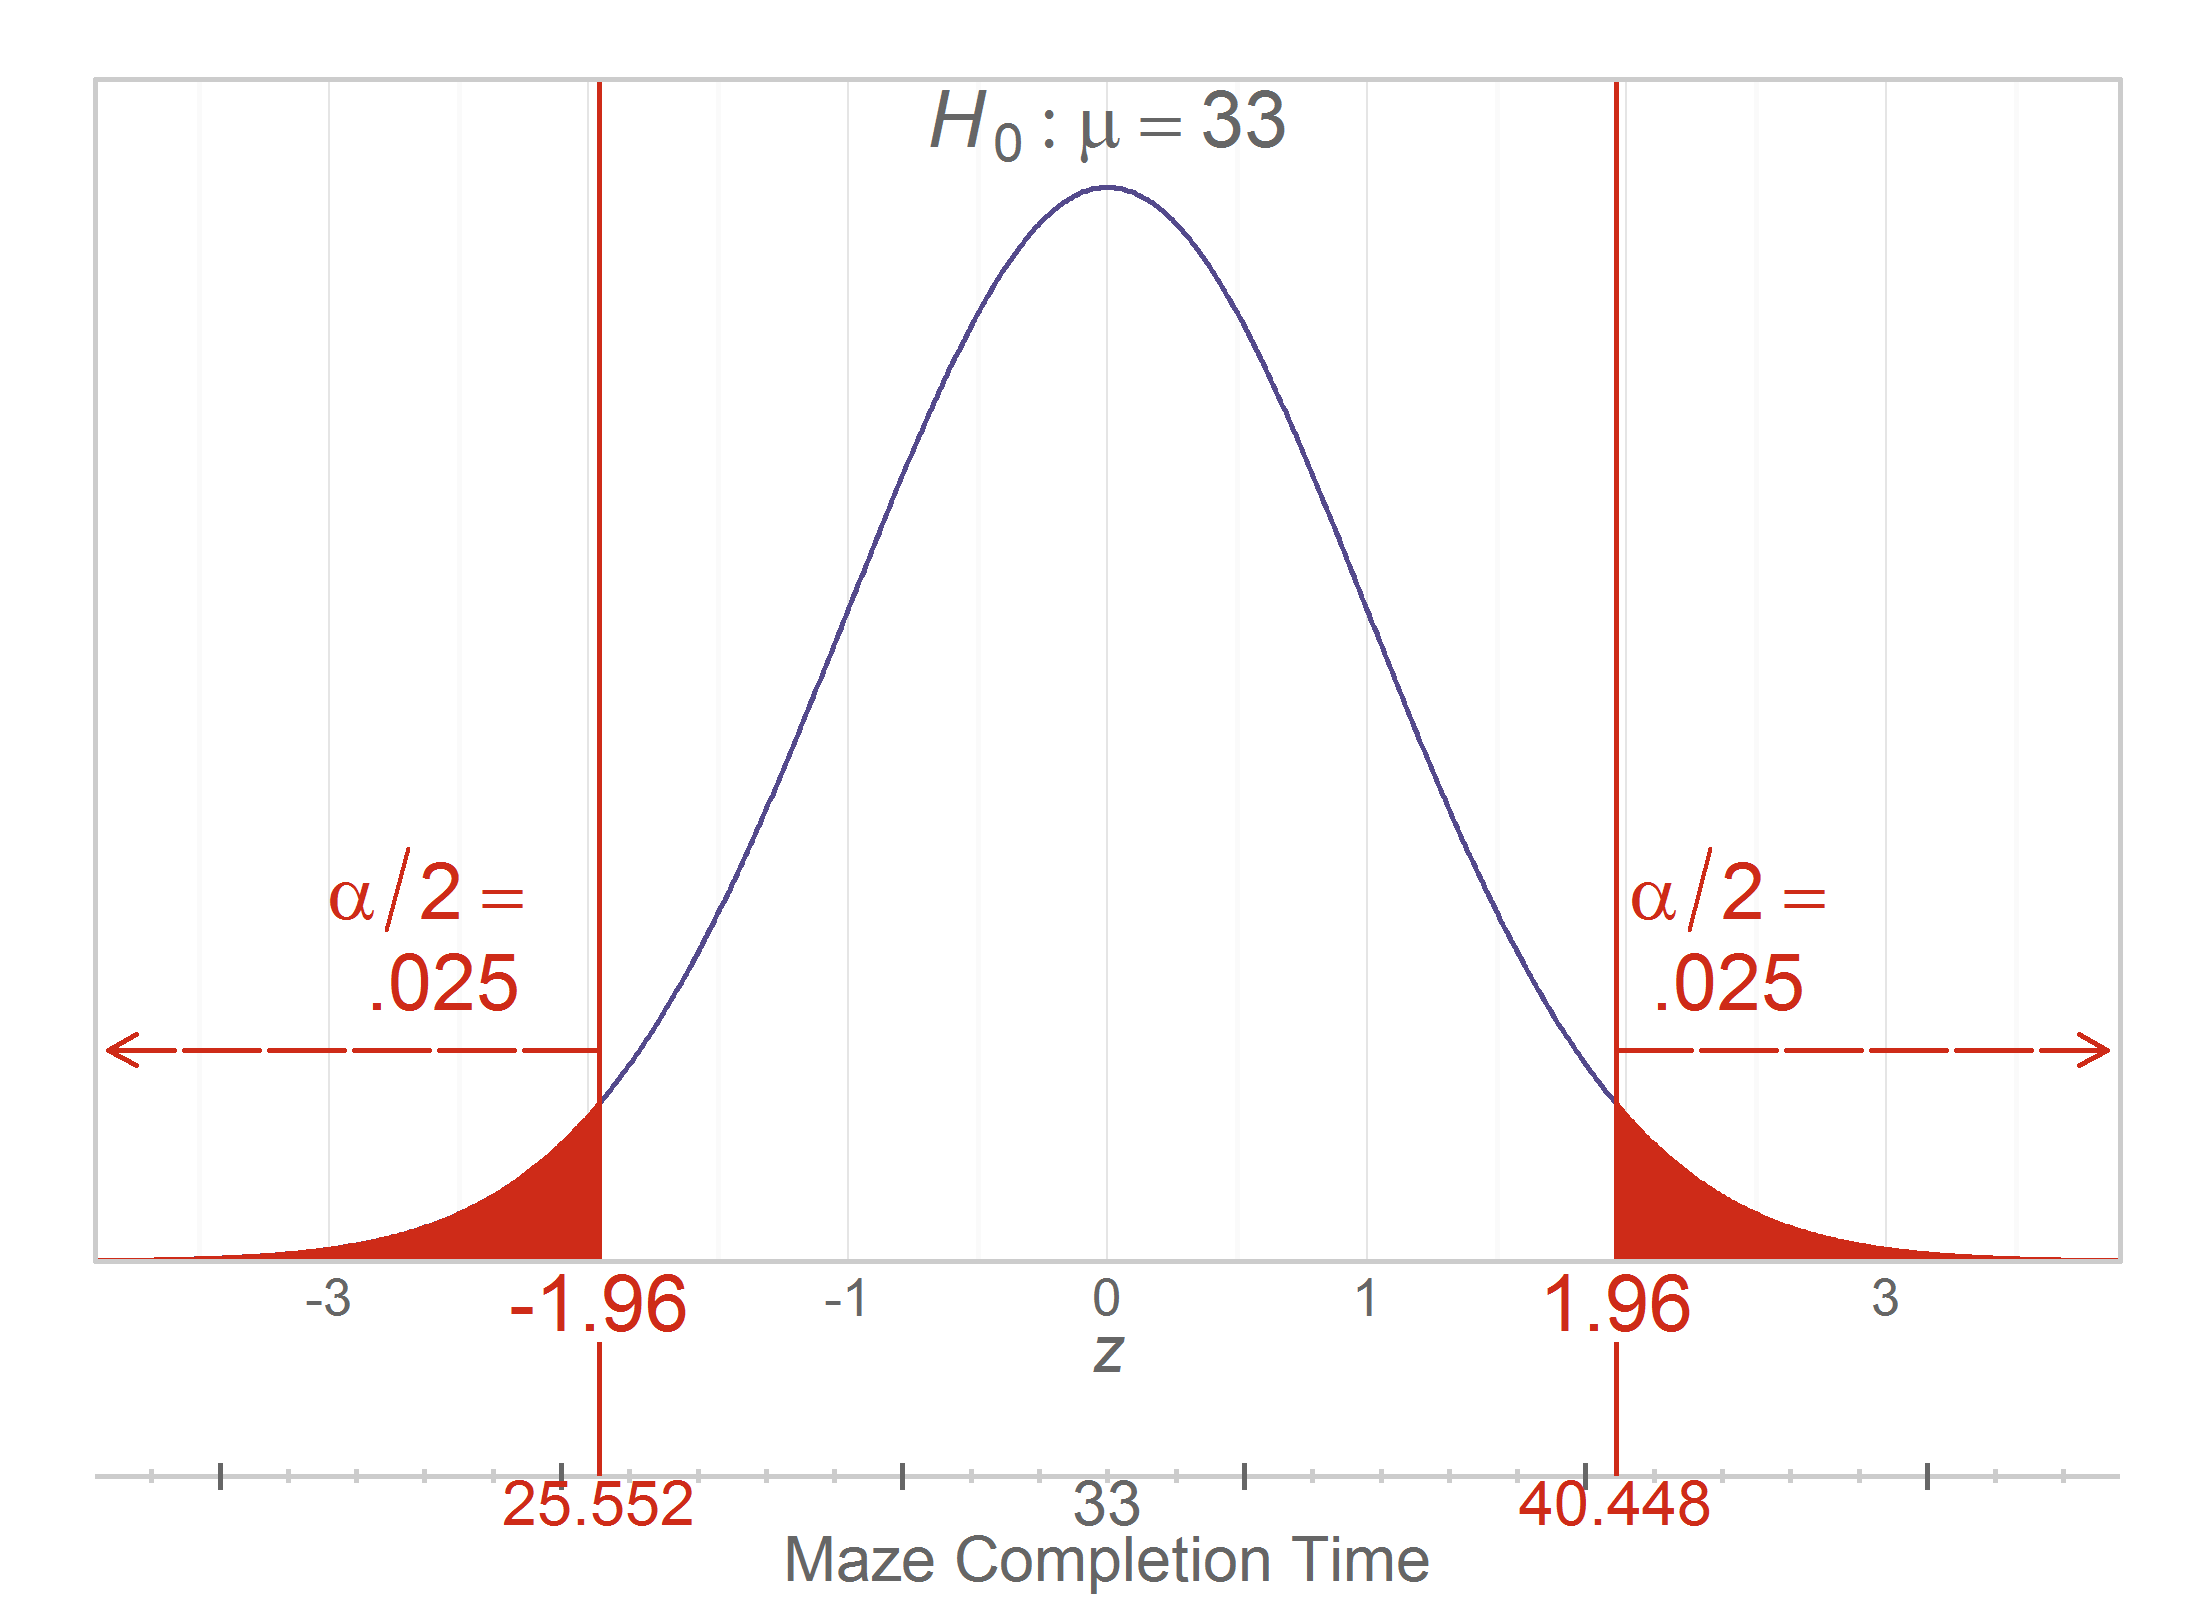 H0 : μ = 33
α/2 =
.025
α/2 =
.025
-3 -1.96 -1 0 1 1.96 3
z
25.552 33 40.448
Maze Completion Time